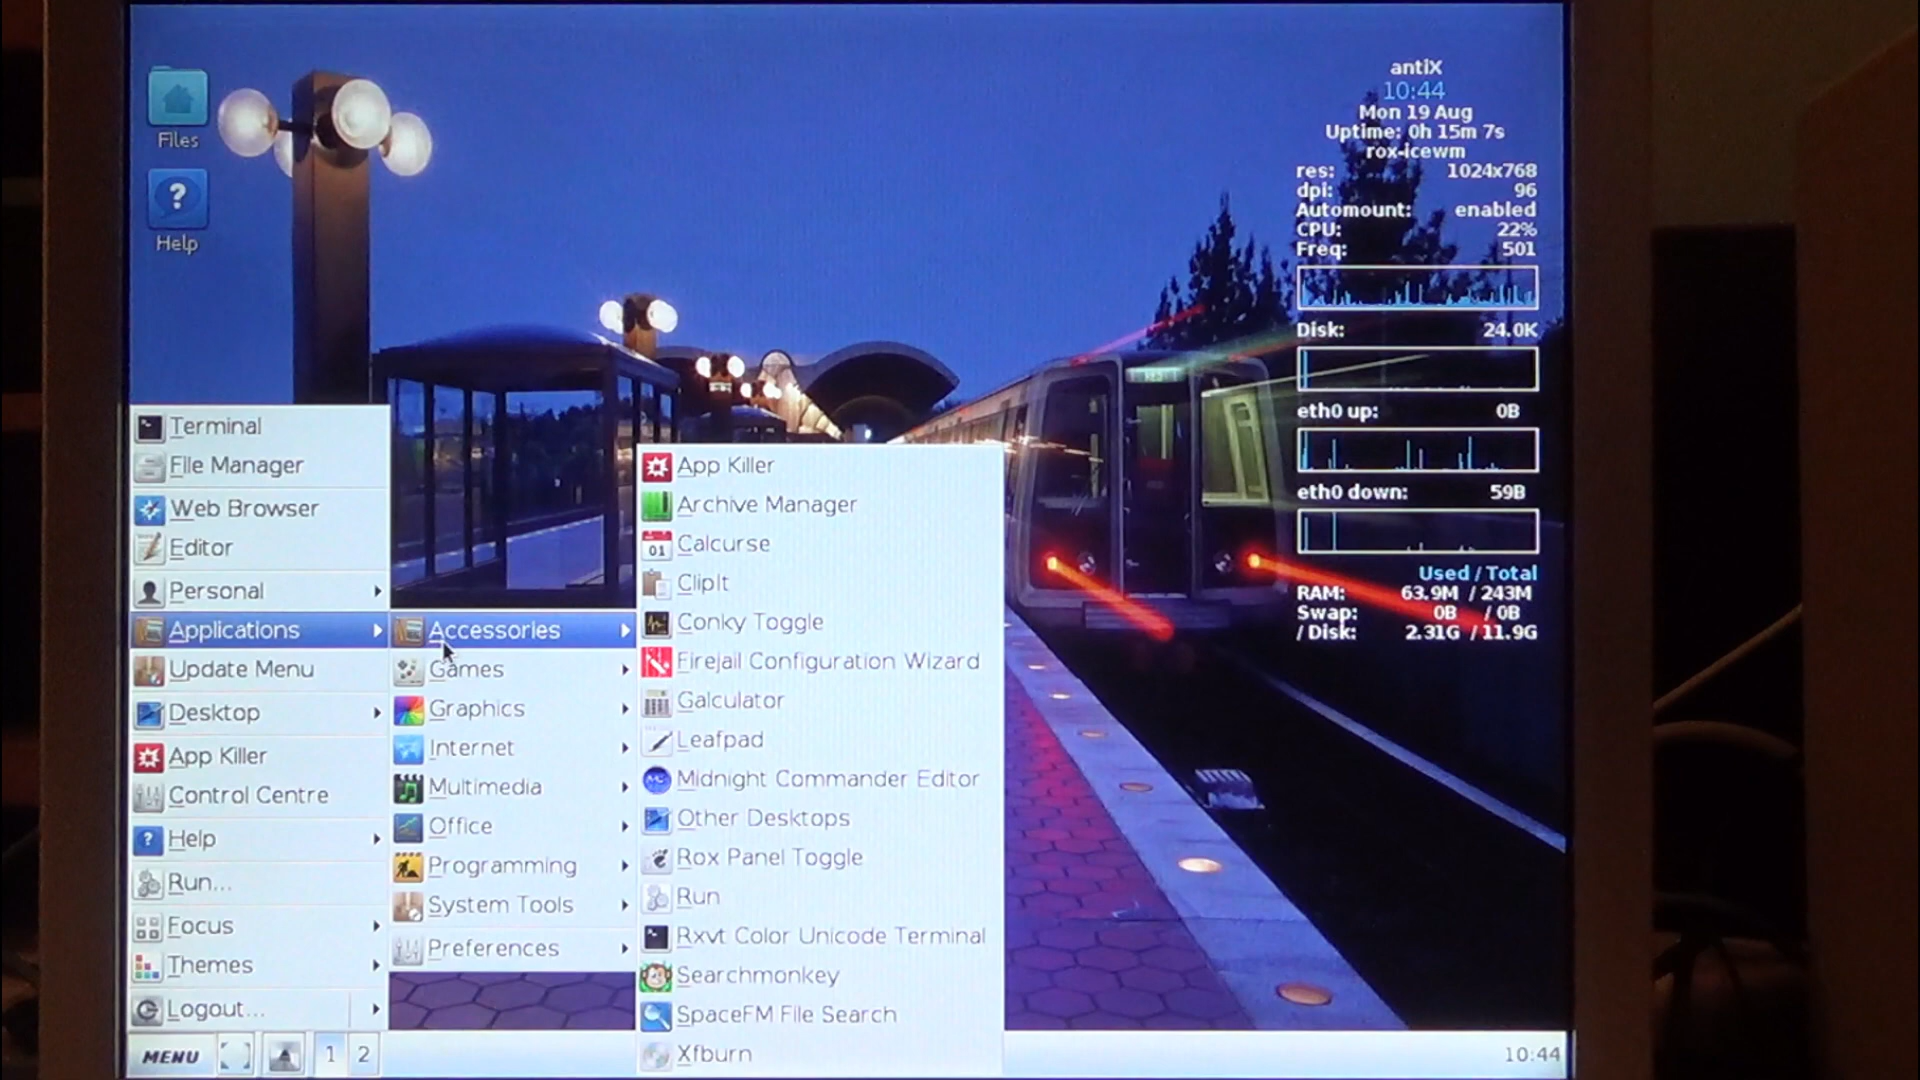 Files
Help
antiX
10:44
Mon 19 Aug
Uptime: 0h 15m 7s
rox-icewm
res: 1024x768
dpi: 96
Automount: enabled
CPU: 22%
Freq: 501
Disk: 24.0K
eth0 up: 0B
eth0 down: 59B
Used / Total
RAM: 63.9M / 243M
Swap: 0B / 0B
/ Disk: 2.31G / 11.9G
Terminal
File Manager
Web Browser
Editor
Personal
Applications
Update Menu
Desktop
App Killer
Control Centre
Help
Run...
Focus
Themes
Logout...
Accessories
Games
Graphics
Internet
Multimedia
Office
Programming
System Tools
Preferences
App Killer
Archive Manager
01 Calcurse
ClipIt
Conky Toggle
Firejail Configuration Wizard
Galculator
Leafpad
Midnight Commander Editor
Other Desktops
Rox Panel Toggle
Run
Rxvt Color Unicode Terminal
Searchmonkey
SpaceFM File Search
Xfburn
MENU 1 2 10:44